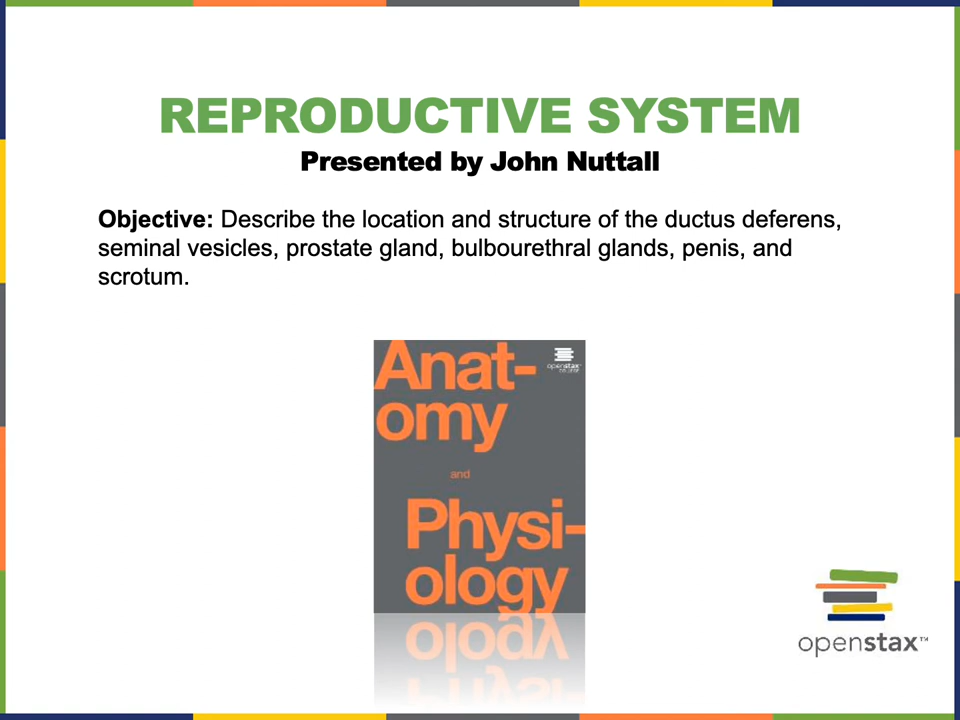 REPRODUCTIVE SYSTEM
Presented by John Nuttall
Objective: Describe the location and structure of the ductus deferens,
seminal vesicles, prostate gland, bulbourethral glands, penis, and
scrotum.
Anat-
omy
and
Physi-
ology
openstax™